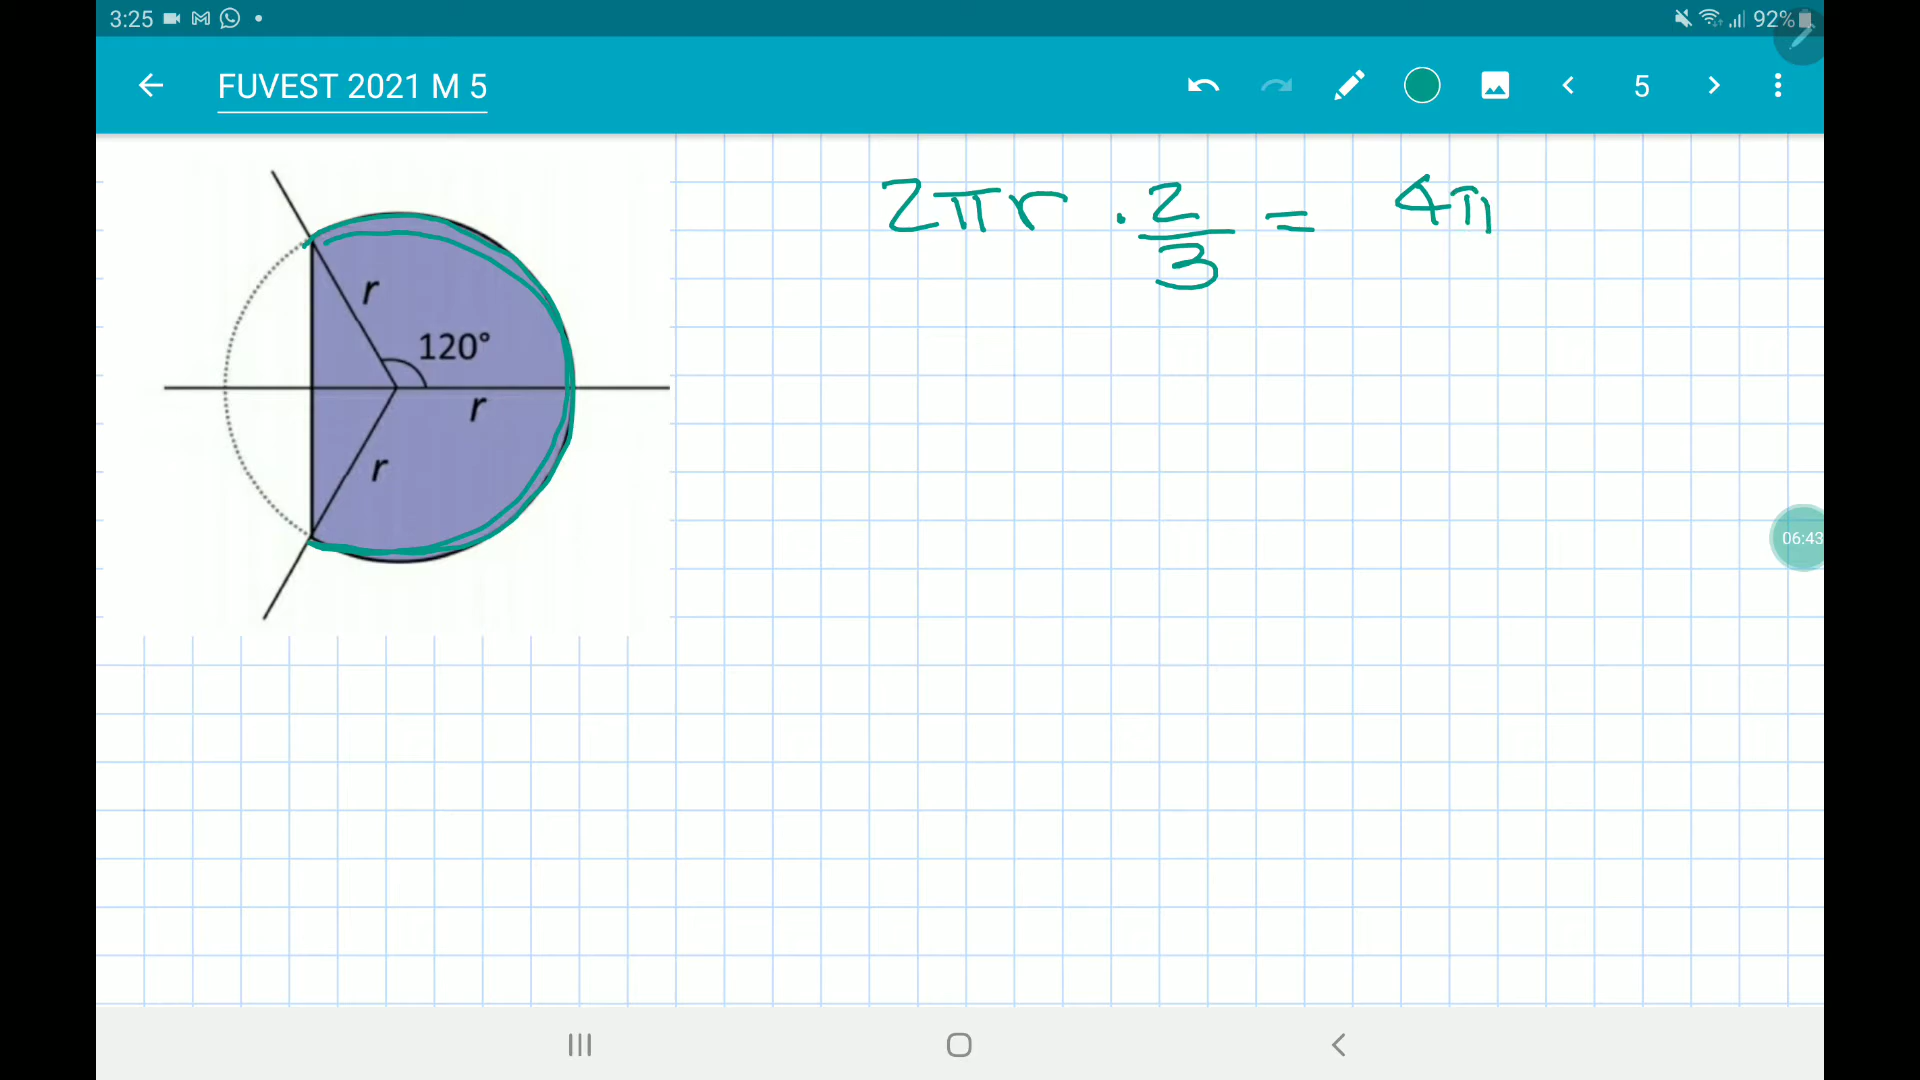 3:25
92%
FUVEST 2021 M 5
5
2πr · 2/3 = 4π
r
120°
r
r
06:43